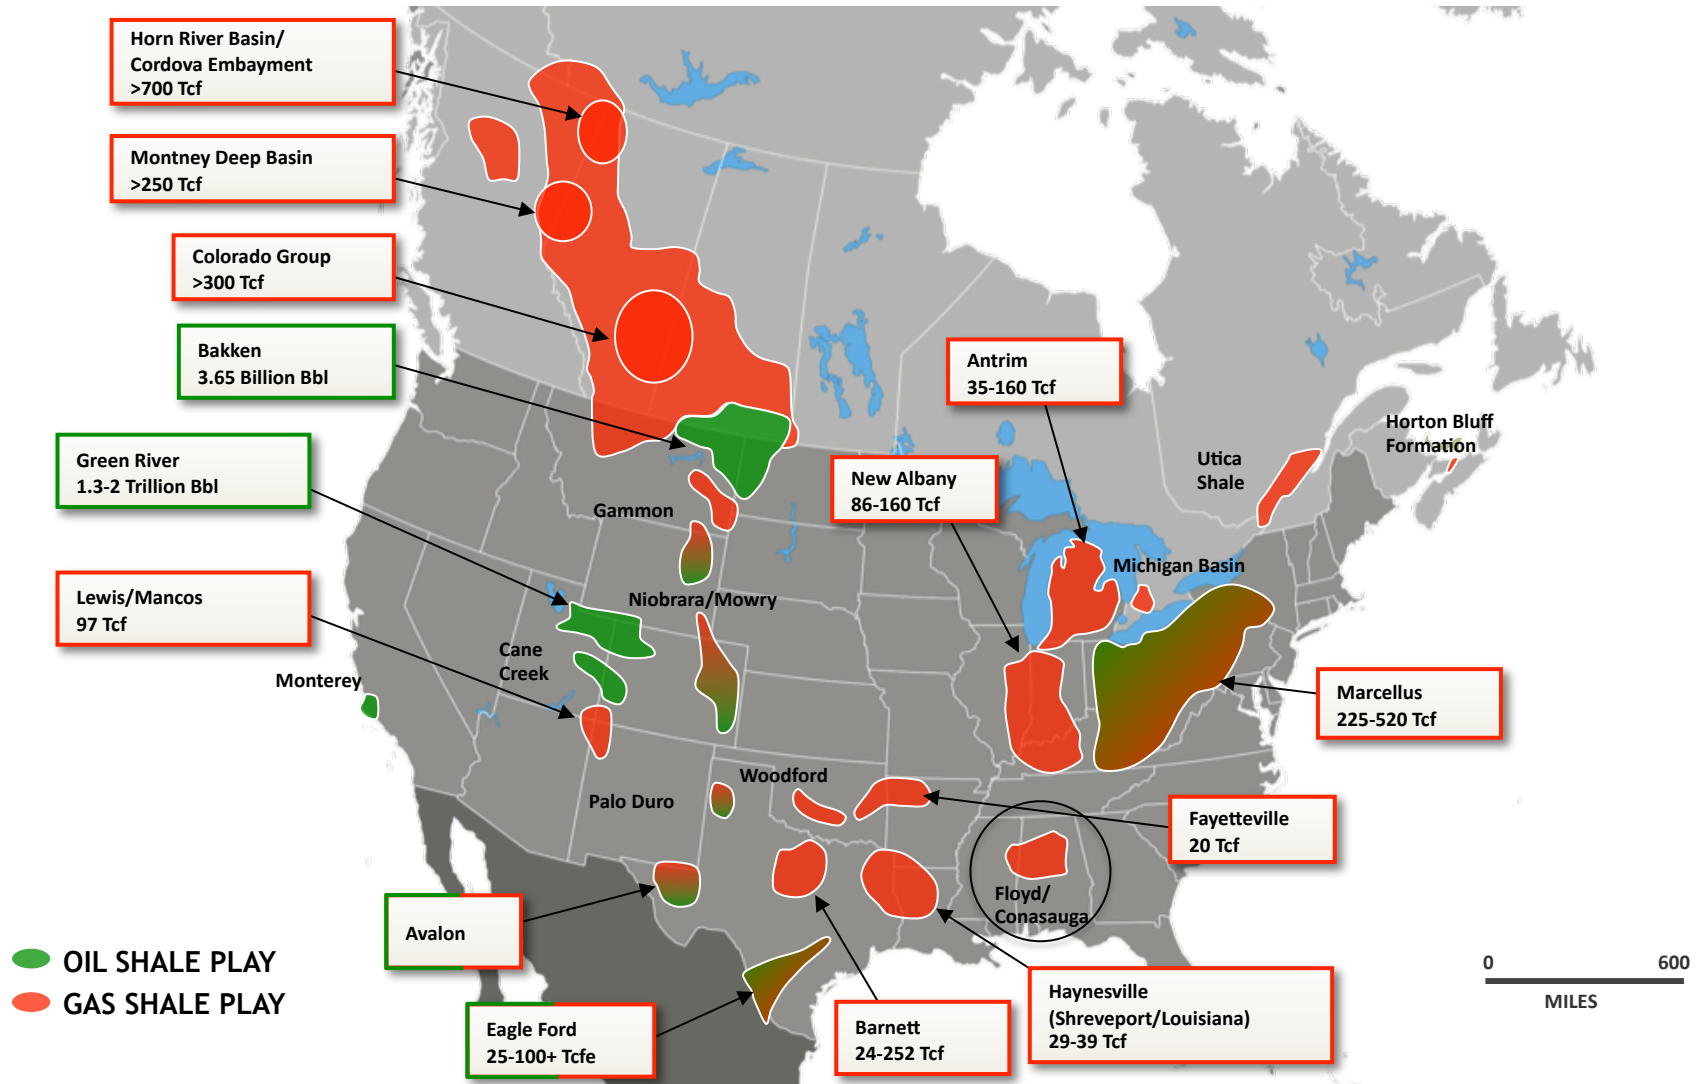 Horn River Basin/
Cordova Embayment
>700 Tcf
Montney Deep Basin
>250 Tcf
Colorado Group
>300 Tcf
Bakken
3.65 Billion Bbl
Green River
1.3-2 Trillion Bbl
Lewis/Mancos
97 Tcf
Monterey
Cane
Creek
Gammon
Niobrara/Mowry
Antrim
35-160 Tcf
New Albany
86-160 Tcf
Michigan Basin
Utica
Shale
Horton Bluff
Formation
Marcellus
225-520 Tcf
Woodford
Palo Duro
Fayetteville
20 Tcf
Floyd/
Conasauga
Avalon
Eagle Ford
25-100+ Tcfe
Barnett
24-252 Tcf
Haynesville
(Shreveport/Louisiana)
29-39 Tcf
OIL SHALE PLAY
GAS SHALE PLAY
0 600
MILES